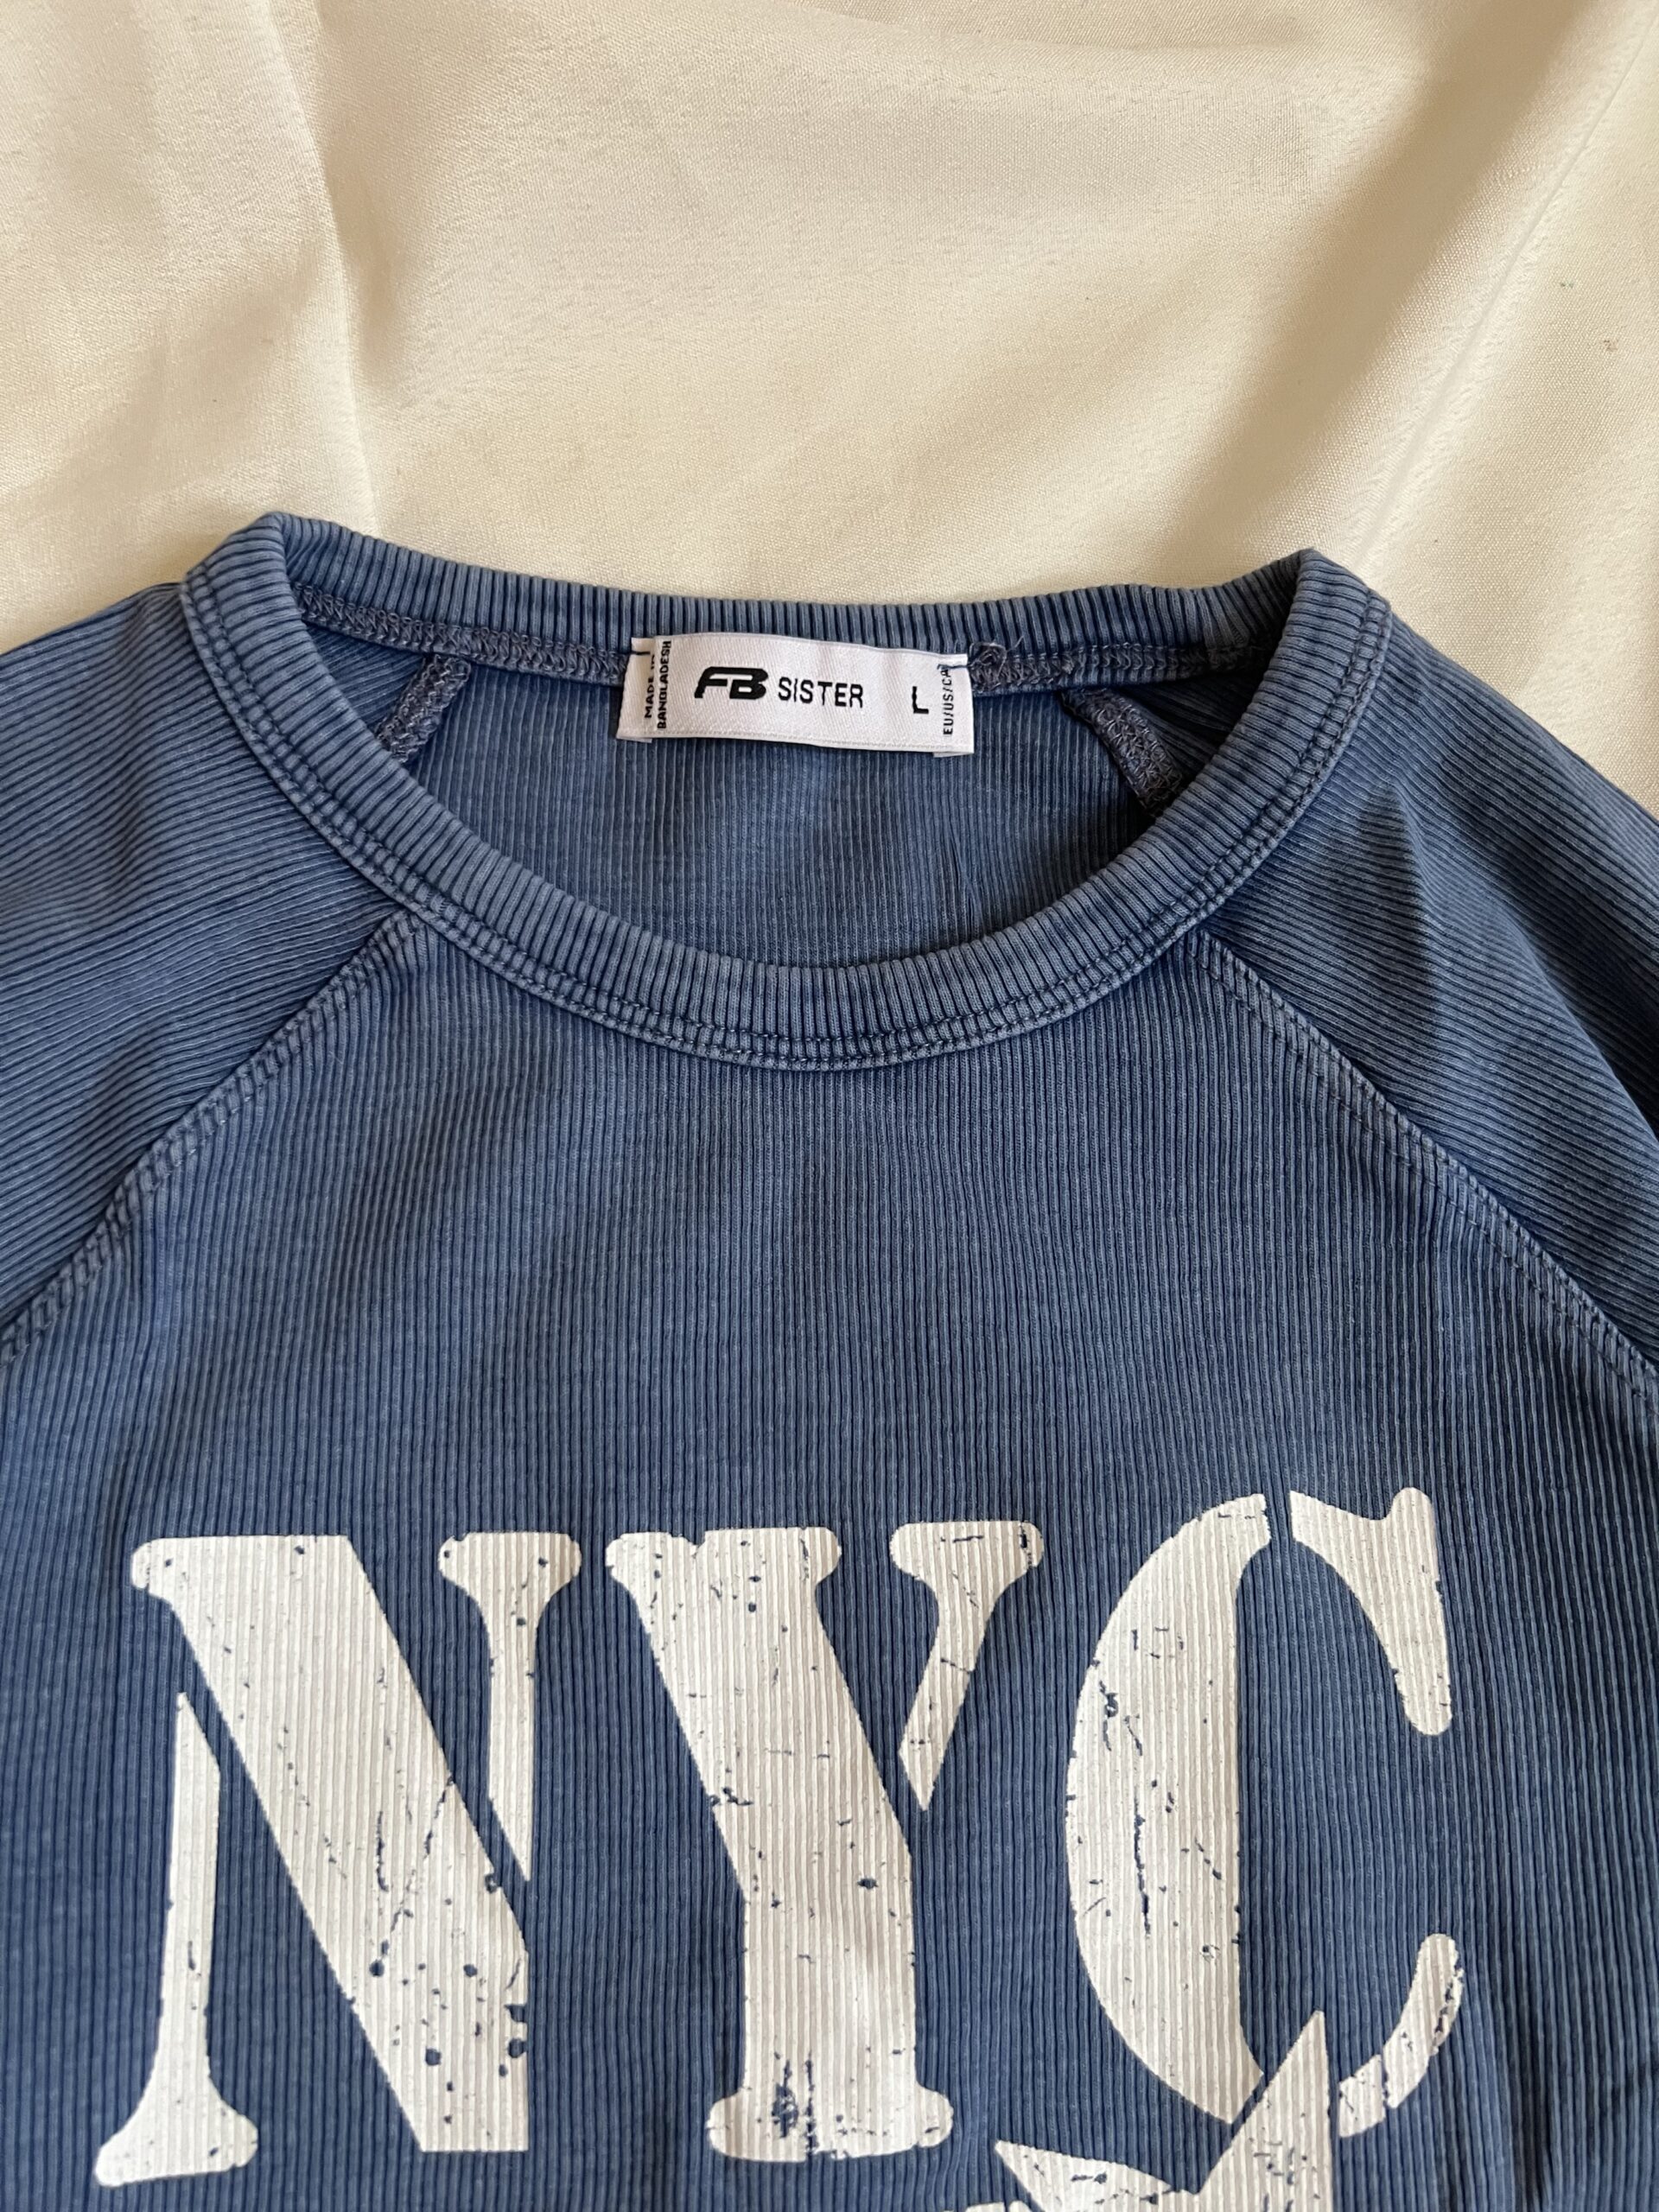 MADE IN
BANGLADESH
FB SISTER
L
EU/US/CA
NYC